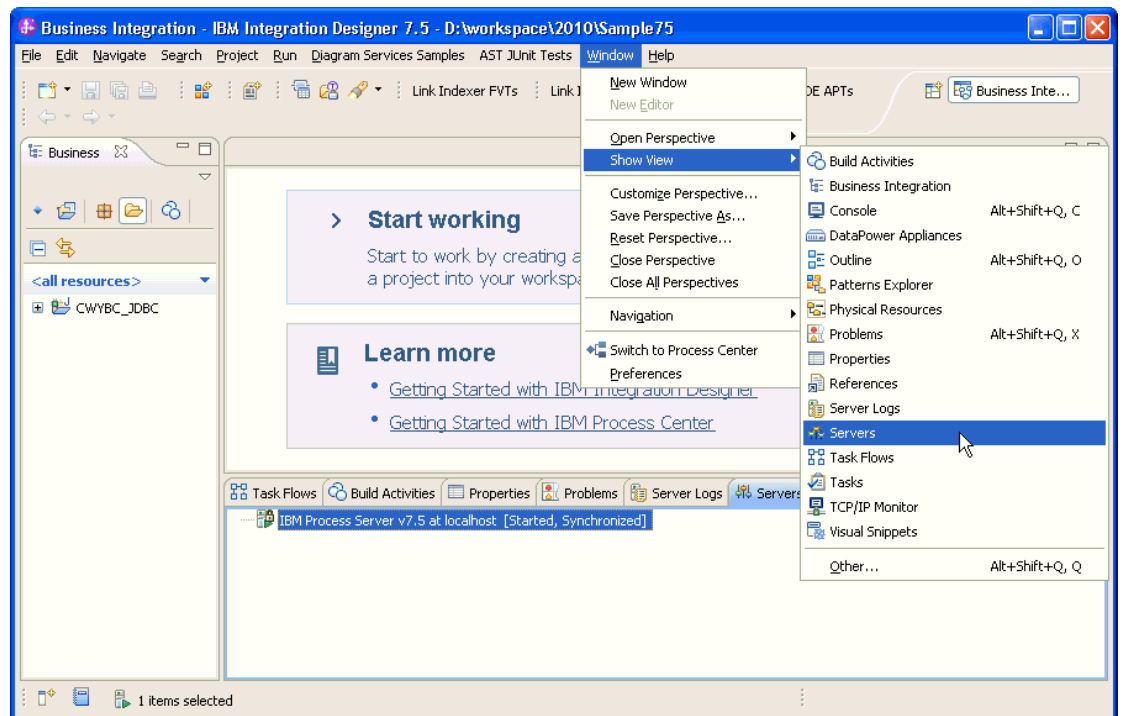 Business Integration - IBM Integration Designer 7.5 - D:\workspace\2010\Sample75
File Edit Navigate Search Project Run Diagram Services Samples AST JUnit Tests Window Help
Link Indexer FVTs Link DE APTs Business Inte...
Business
<all resources>
CWYBC_JDBC
Start working
Start to work by creating
a project into your
Learn more
Getting Started with IBM Integration Designer
Getting Started with IBM Process Center
New Window
New Editor
Open Perspective
Show View
Customize Perspective...
Save Perspective As...
Reset Perspective...
Close Perspective
Close All Perspectives
Navigation
Switch to Process Center
Preferences
Build Activities
Business Integration
Console Alt+Shift+Q, C
DataPower Appliances
Outline Alt+Shift+Q, O
Patterns Explorer
Physical Resources
Problems Alt+Shift+Q, X
Properties
References
Server Logs
Servers
Task Flows
Tasks
TCP/IP Monitor
Visual Snippets
Other... Alt+Shift+Q, Q
Task Flows Build Activities Properties Problems Server Logs Servers
IBM Process Server v7.5 at localhost [Started, Synchronized]
1 items selected